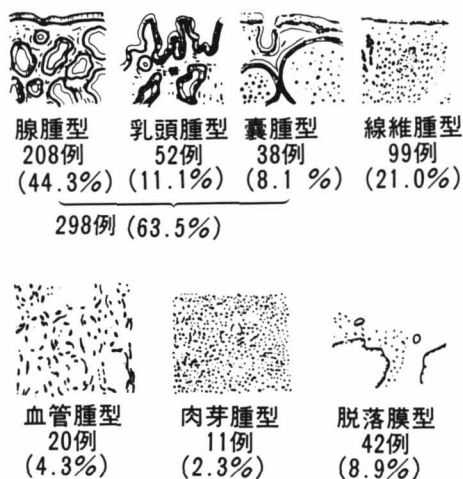 腺腫型 乳頭腫型 嚢腫型 線維腫型
208例 52例 38例 99例
(44.3%) (11.1%) (8.1 %) (21.0%)
298例 (63.5%)
血管腫型 肉芽腫型 脱落膜型
20例 11例 42例
(4.3%) (2.3%) (8.9%)